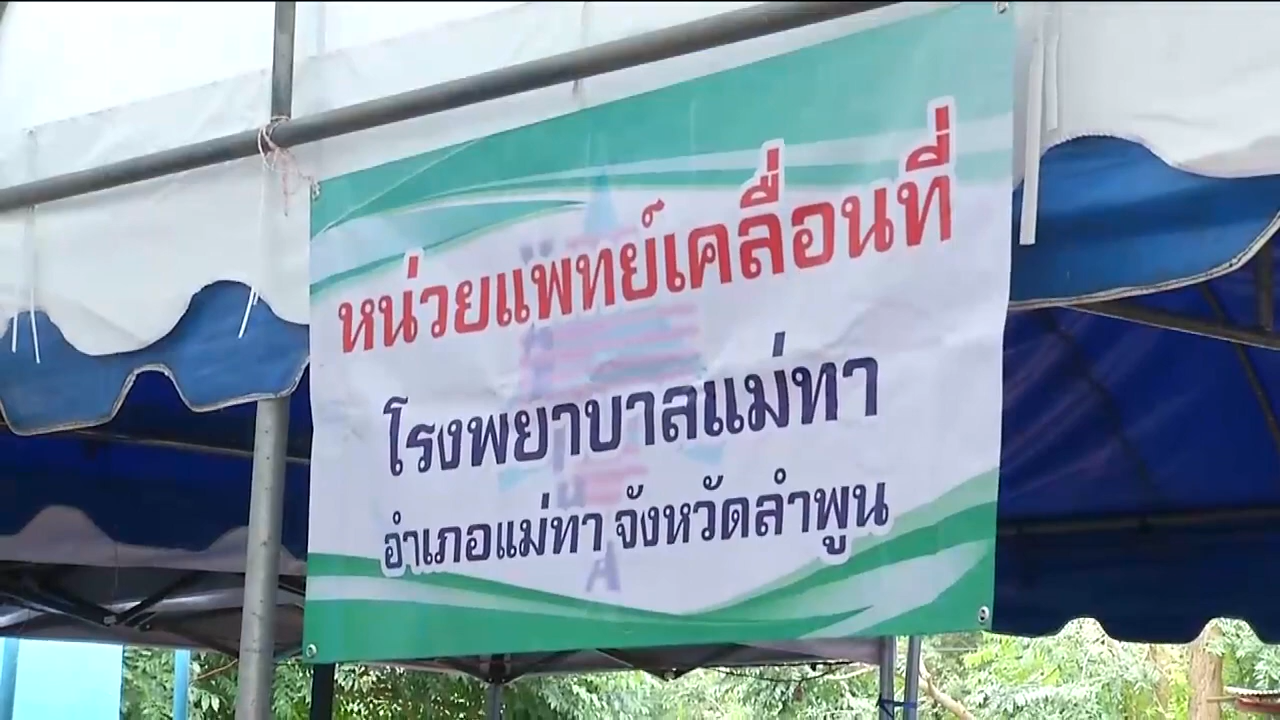 หน่วยแพทย์เคลื่อนที่
โรงพยาบาลแม่ทา
อำเภอแม่ทา จังหวัดลำพูน